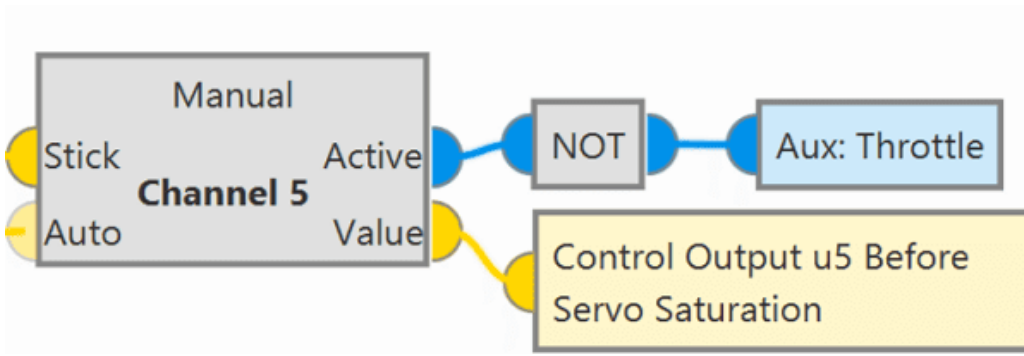 Manual
Stick Active
Channel 5
Auto Value
NOT
Aux: Throttle
Control Output u5 Before
Servo Saturation